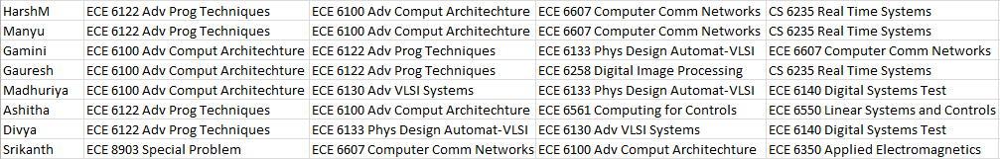 HarshM ECE 6122 Adv Prog Techniques ECE 6100 Adv Comput Architechture ECE 6607 Computer Comm Networks CS 6235 Real Time Systems
Manyu ECE 6122 Adv Prog Techniques ECE 6100 Adv Comput Architechture ECE 6607 Computer Comm Networks CS 6235 Real Time Systems
Gamini ECE 6100 Adv Comput Architechture ECE 6122 Adv Prog Techniques ECE 6133 Phys Design Automat-VLSI ECE 6607 Computer Comm Networks
Gauresh ECE 6100 Adv Comput Architechture ECE 6122 Adv Prog Techniques ECE 6258 Digital Image Processing CS 6235 Real Time Systems
Madhuriya ECE 6100 Adv Comput Architechture ECE 6130 Adv VLSI Systems ECE 6133 Phys Design Automat-VLSI ECE 6140 Digital Systems Test
Ashitha ECE 6122 Adv Prog Techniques ECE 6100 Adv Comput Architechture ECE 6561 Computing for Controls ECE 6550 Linear Systems and Controls
Divya ECE 6122 Adv Prog Techniques ECE 6133 Phys Design Automat-VLSI ECE 6130 Adv VLSI Systems ECE 6140 Digital Systems Test
Srikanth ECE 8903 Special Problem ECE 6607 Computer Comm Networks ECE 6100 Adv Comput Architecture ECE 6350 Applied Electromagnetics